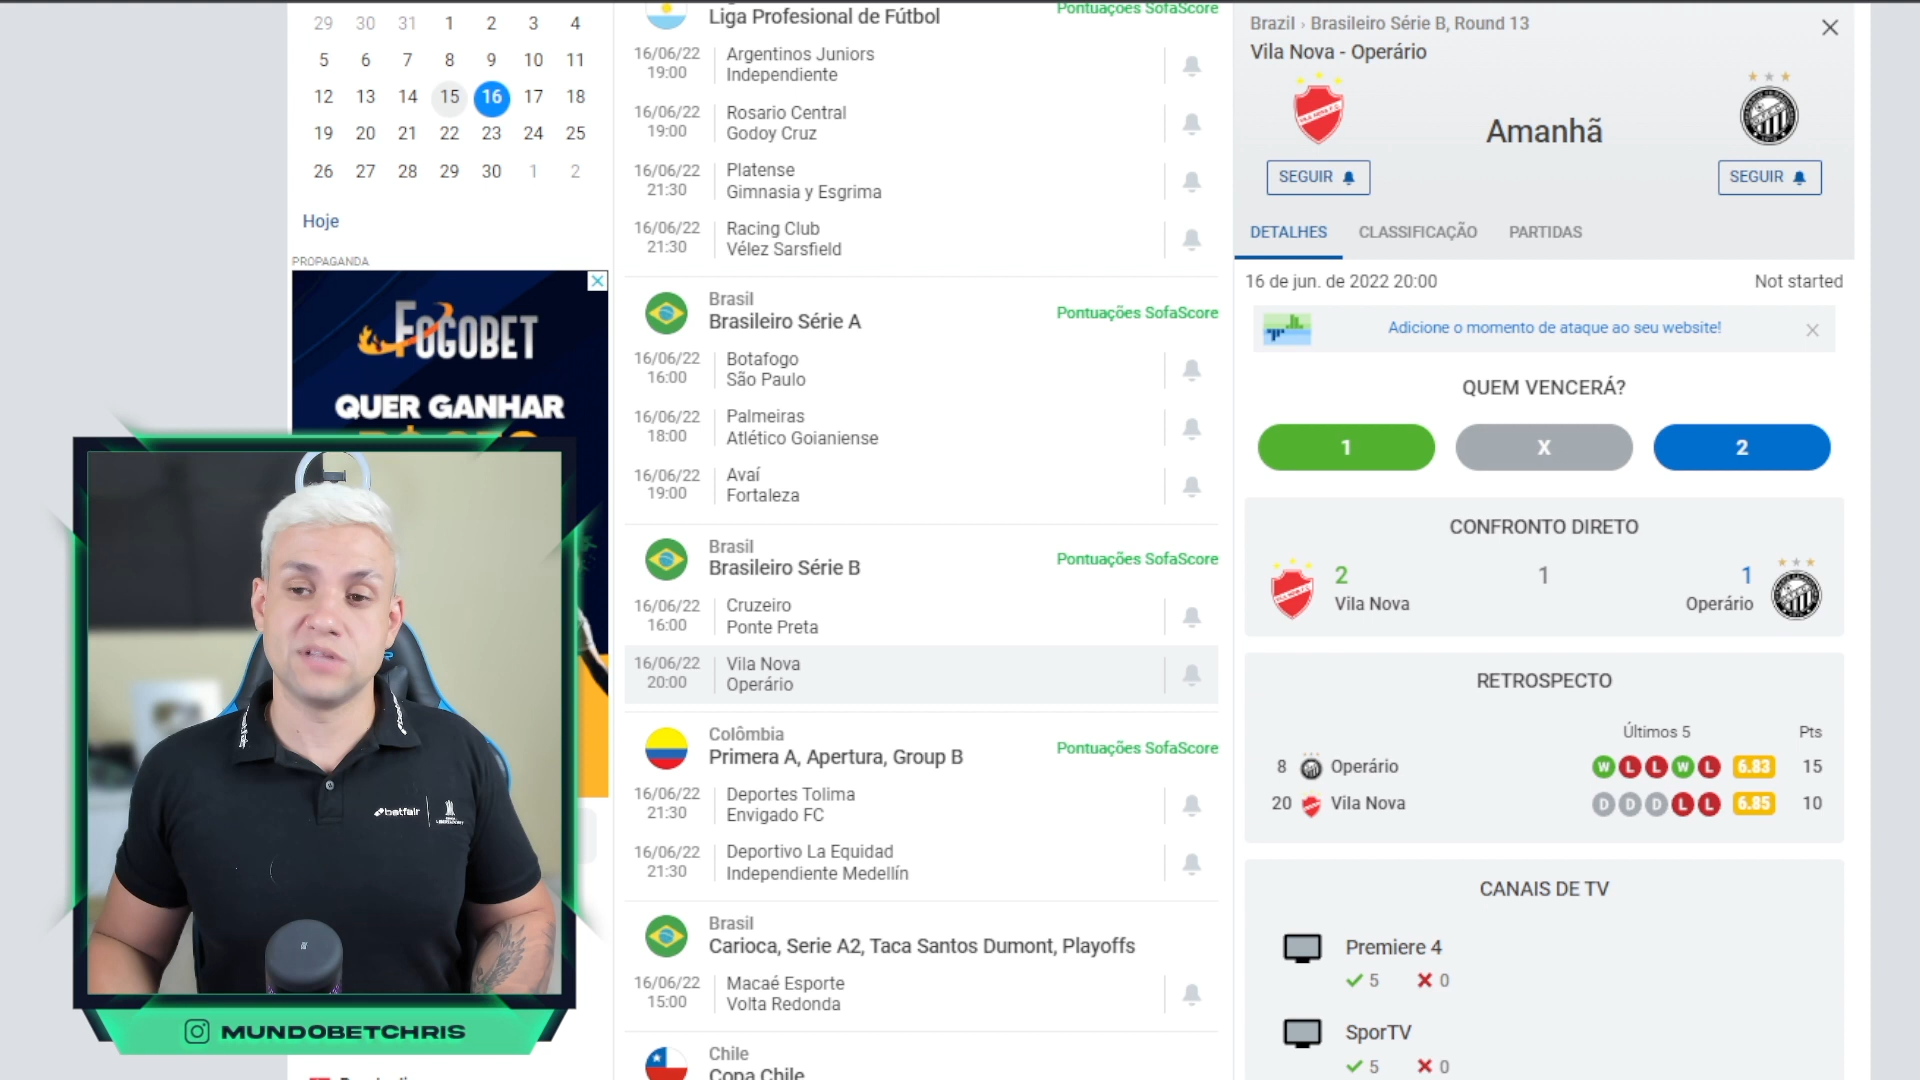 29 30 31 1 2 3 4
5 6 7 8 9 10 11
12 13 14 15 16 17 18
19 20 21 22 23 24 25
26 27 28 29 30 1 2
Hoje
PROPAGANDA
FOGOBET
QUER GANHAR
betfair
MUNDOBETCHRIS
Liga Profesional de Fútbol
Pontuações SofaScore
16/06/22 Argentinos Juniors
19:00 Independiente
16/06/22 Rosario Central
19:00 Godoy Cruz
16/06/22 Platense
21:30 Gimnasia y Esgrima
16/06/22 Racing Club
21:30 Vélez Sarsfield
Brasil
Brasileiro Série A
Pontuações SofaScore
16/06/22 Botafogo
16:00 São Paulo
16/06/22 Palmeiras
18:00 Atlético Goianiense
16/06/22 Avaí
19:00 Fortaleza
Brasil
Brasileiro Série B
Pontuações SofaScore
16/06/22 Cruzeiro
16:00 Ponte Preta
16/06/22 Vila Nova
20:00 Operário
Colômbia
Primera A, Apertura, Group B
Pontuações SofaScore
16/06/22 Deportes Tolima
21:30 Envigado FC
16/06/22 Deportivo La Equidad
21:30 Independiente Medellín
Brasil
Carioca, Serie A2, Taca Santos Dumont, Playoffs
16/06/22 Macaé Esporte
15:00 Volta Redonda
Chile
Copa Chile
Brazil › Brasileiro Série B, Round 13
Vila Nova - Operário
Amanhã
SEGUIR
SEGUIR
DETALHES CLASSIFICAÇÃO PARTIDAS
16 de jun. de 2022 20:00 Not started
Adicione o momento de ataque ao seu website!
QUEM VENCERÁ?
1 X 2
CONFRONTO DIRETO
2 1 1
Vila Nova Operário
RETROSPECTO
Últimos 5 Pts
8 Operário W L L W L 6.83 15
20 Vila Nova D D D L L 6.85 10
CANAIS DE TV
Premiere 4
5 0
SporTV
5 0